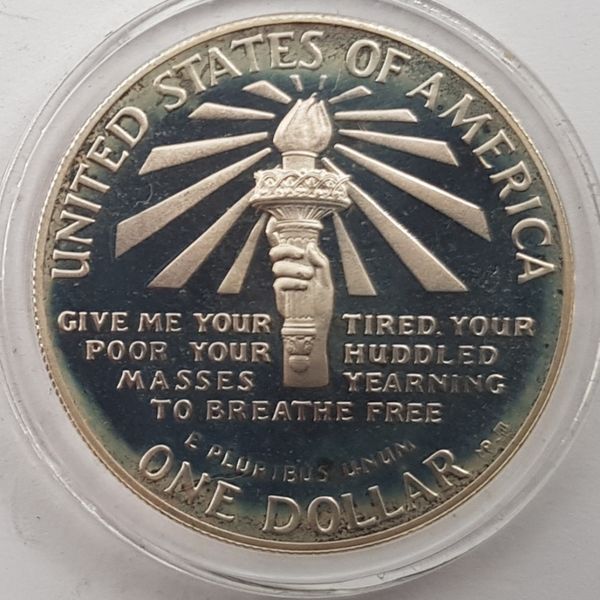 UNITED STATES OF AMERICA
GIVE ME YOUR TIRED. YOUR
POOR YOUR HUDDLED
MASSES YEARNING
TO BREATHE FREE
E PLURIBUS UNUM
ONE DOLLAR